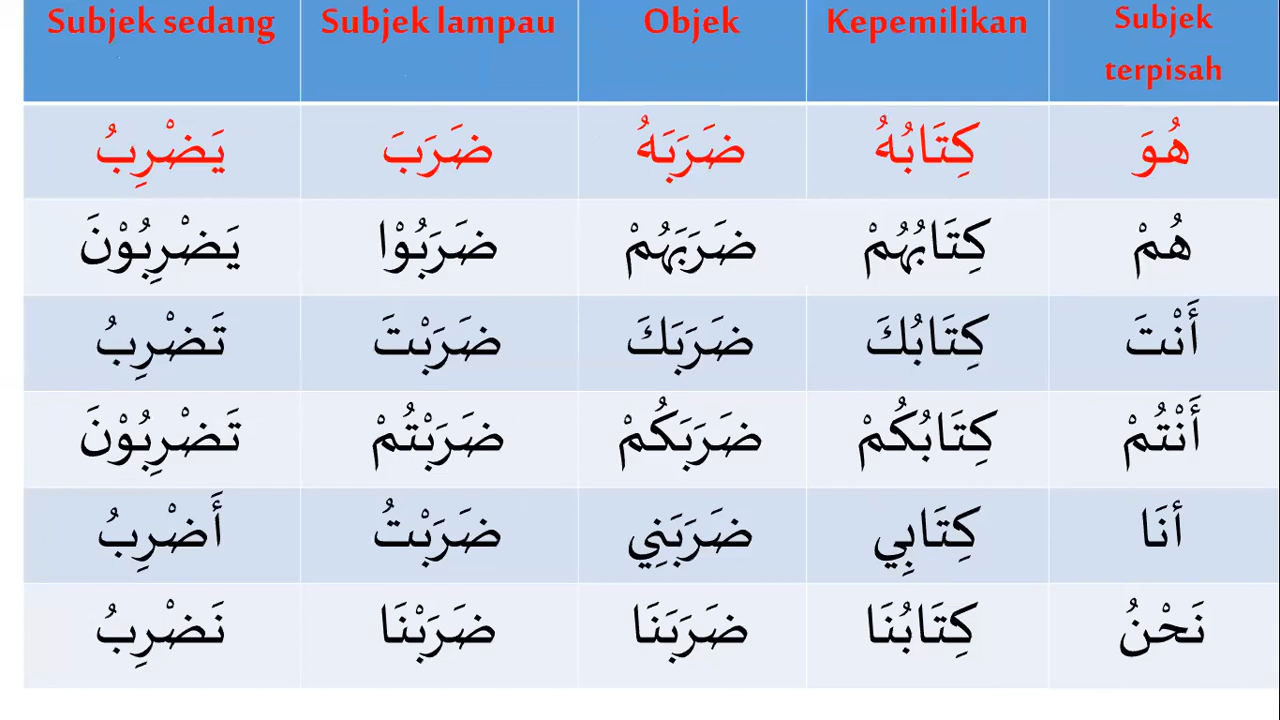 Subjek sedang Subjek lampau Objek Kepemilikan Subjek terpisah
هُوَ كِتَابُهُ ضَرَبَهُ ضَرَبَ يَضْرِبُ
هُمْ كِتَابُهُمْ ضَرَبَهُمْ ضَرَبُوْا يَضْرِبُوْنَ
أَنْتَ كِتَابُكَ ضَرَبَكَ ضَرَبْتَ تَضْرِبُ
أَنْتُمْ كِتَابُكُمْ ضَرَبَكُمْ ضَرَبْتُمْ تَضْرِبُوْنَ
أنَا كِتَابِي ضَرَبَنِي ضَرَبْتُ أَضْرِبُ
نَحْنُ كِتَابُنَا ضَرَبَنَا ضَرَبْنَا نَضْرِبُ